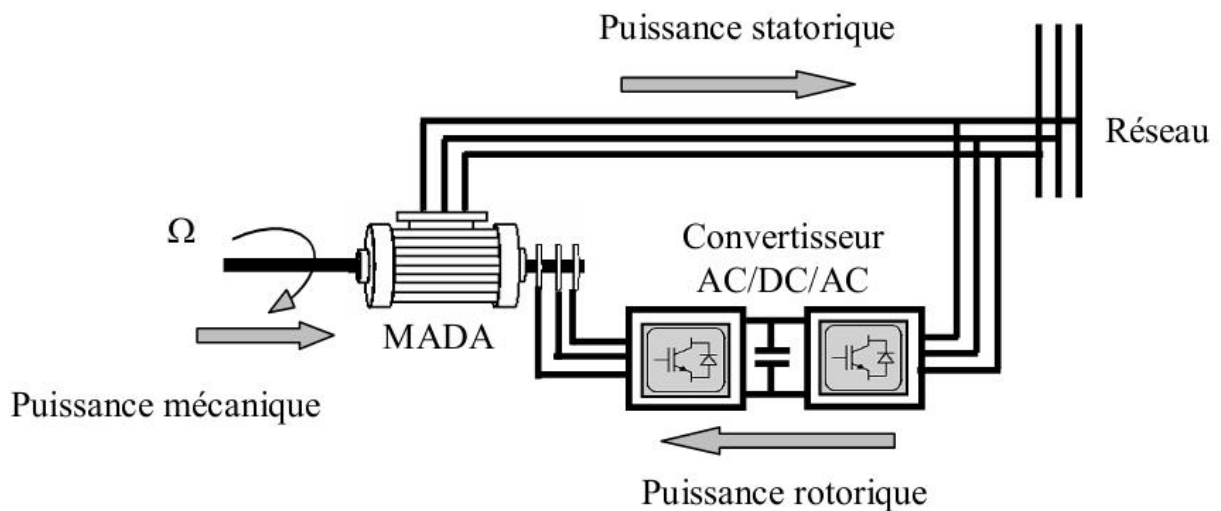 Puissance statorique
Réseau
Ω
Convertisseur
AC/DC/AC
MADA
Puissance mécanique
Puissance rotorique